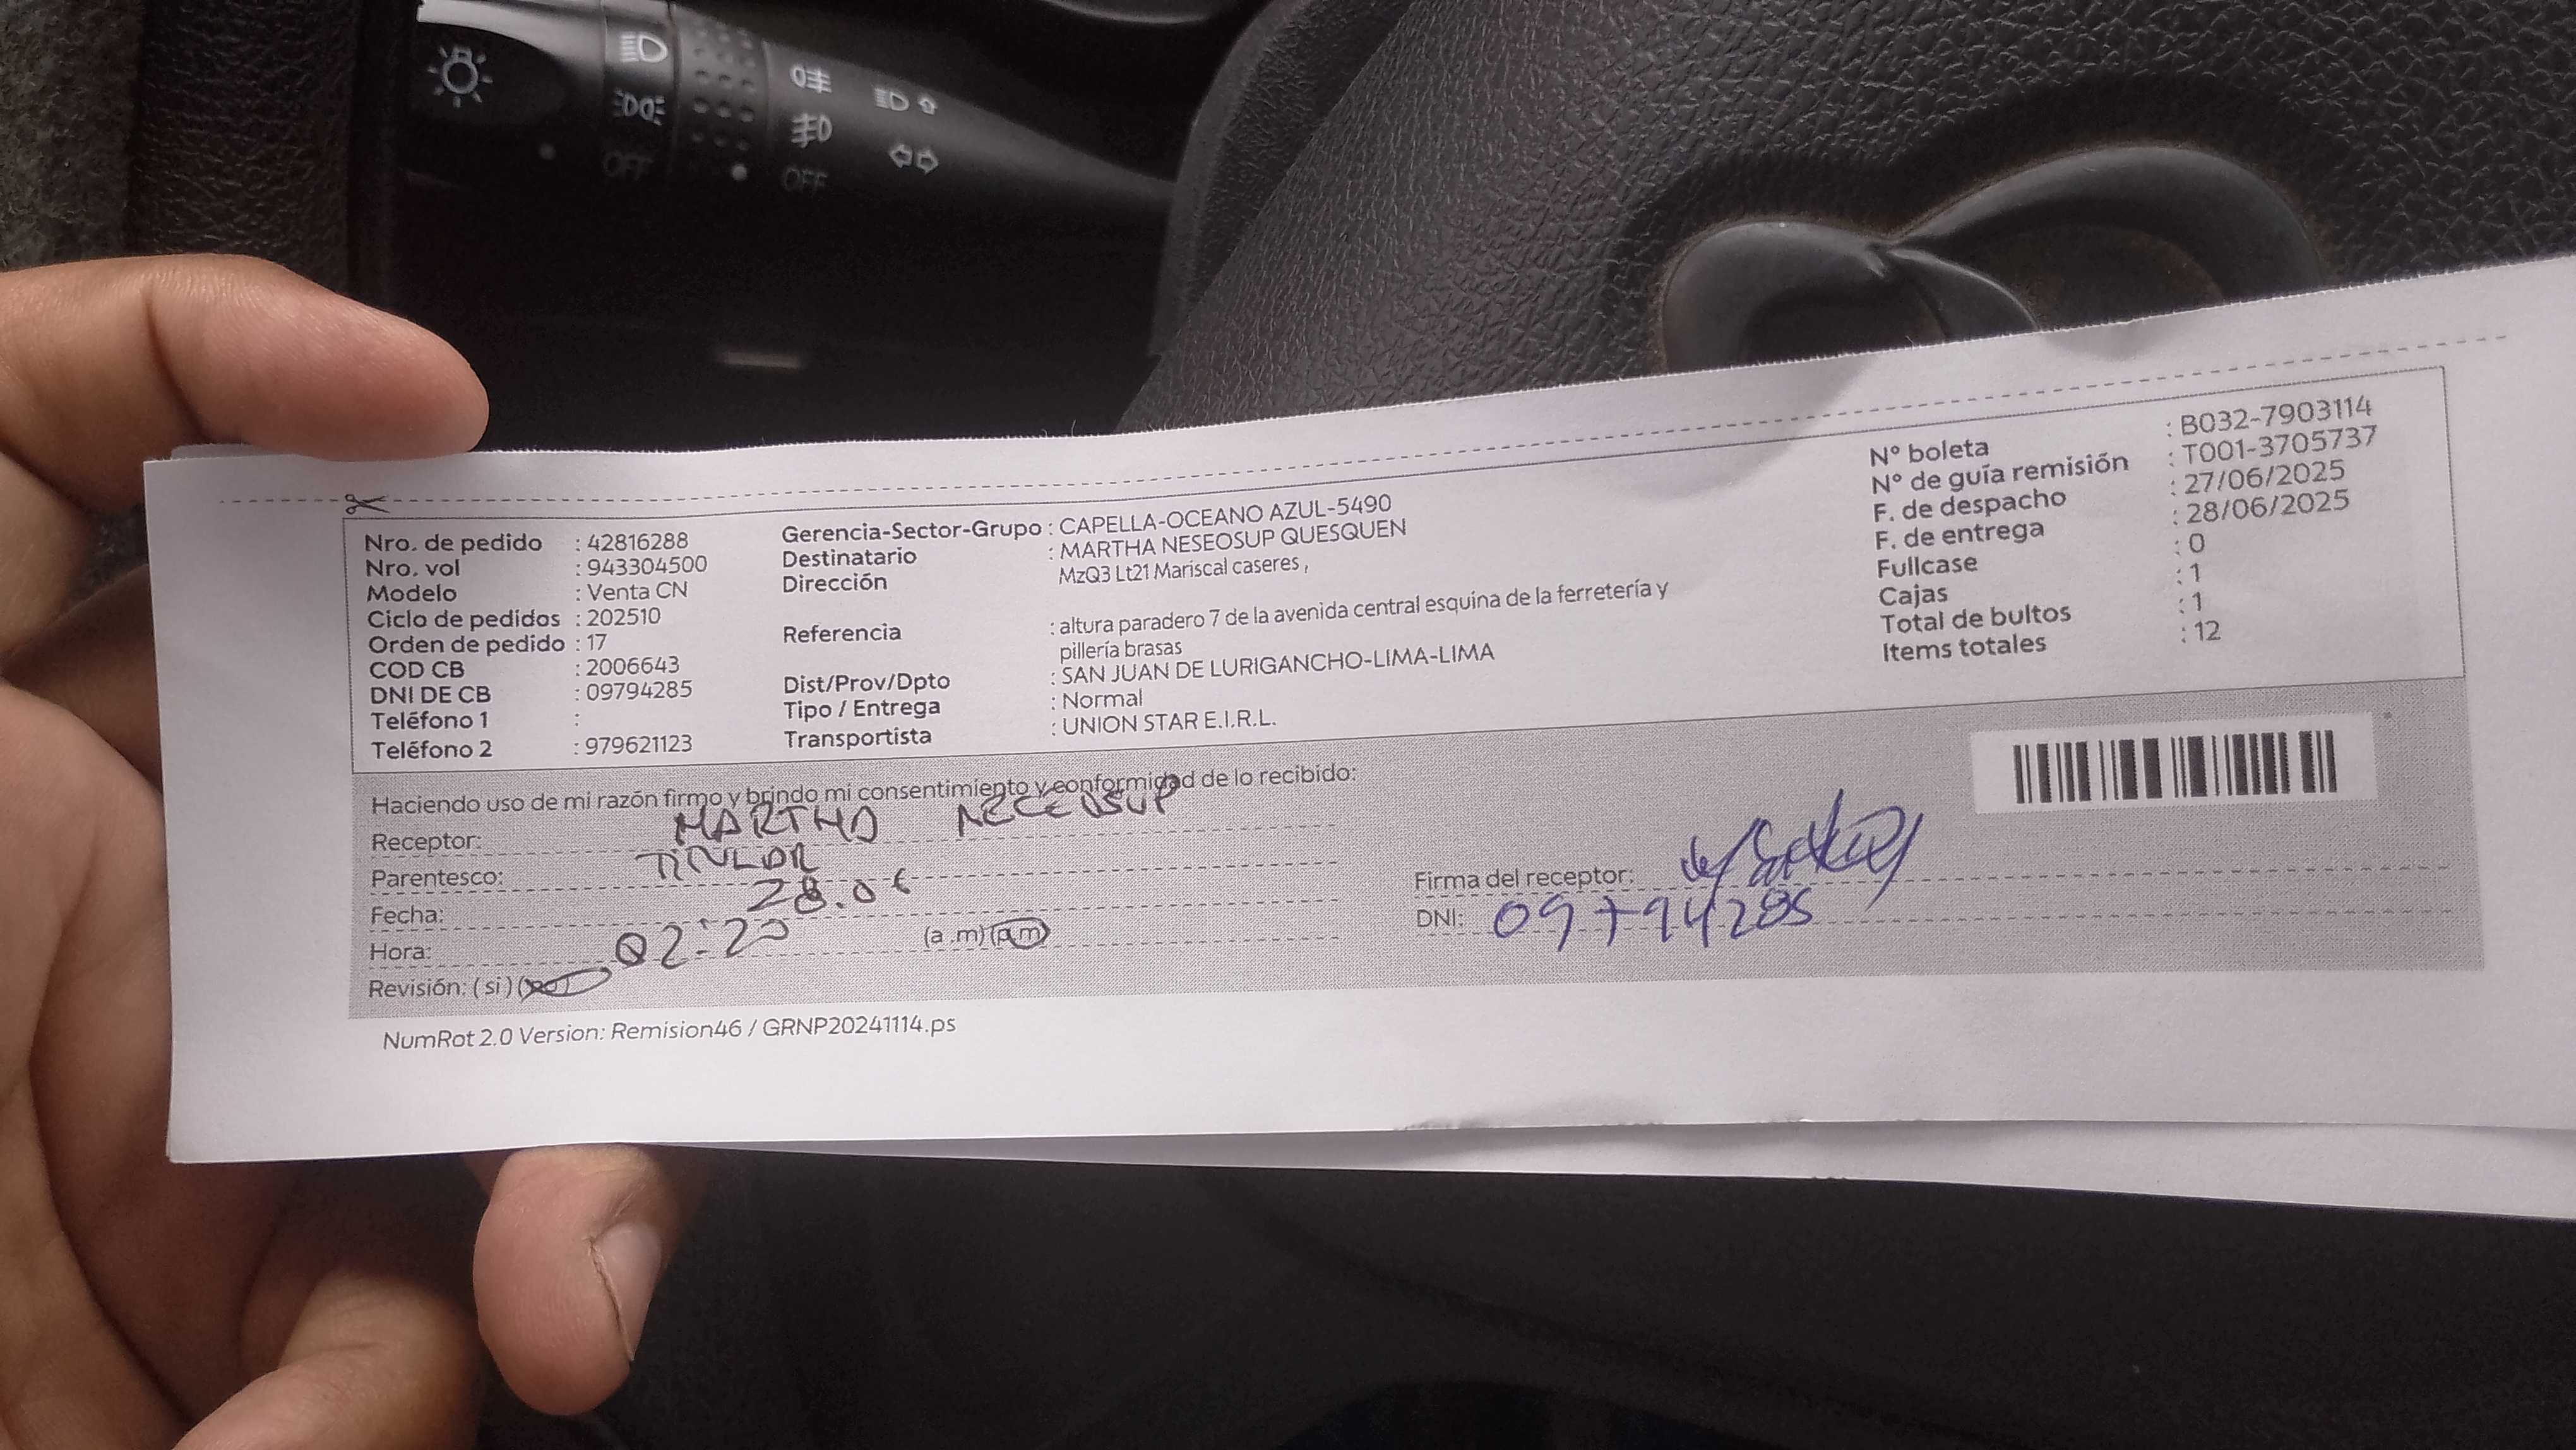 OFF
OFF
Nro. de pedido : 42816288
Nro. vol : 943304500
Modelo : Venta CN
Ciclo de pedidos : 202510
Orden de pedido : 17
COD CB : 2006643
DNI DE CB : 09794285
Teléfono 1 :
Teléfono 2 : 979621123
Gerencia-Sector-Grupo : CAPELLA-OCEANO AZUL-5490
Destinatario : MARTHA NESEOSUP QUESQUEN
Dirección MzQ3 Lt21 Mariscal caseres ,
Referencia : altura paradero 7 de la avenida central esquina de la ferretería y
pillería brasas
Dist/Prov/Dpto : SAN JUAN DE LURIGANCHO-LIMA-LIMA
Tipo / Entrega : Normal
Transportista : UNION STAR E.I.R.L.
N° boleta : B032-7903114
N° de guía remisión : T001-3705737
F. de despacho : 27/06/2025
F. de entrega : 28/06/2025
Fullcase : 0
Cajas : 1
Total de bultos : 1
Items totales : 12
Haciendo uso de mi razón firmo y brindo mi consentimiento y conformidad de lo recibido:
Receptor: MARTHA
Parentesco: TITULAR
Fecha: 28.06
Hora: 02:20 (a.m) (p.m)
Revisión: (si) (no)
Firma del receptor:
DNI: 09794285
NumRot 2.0 Version: Remision46 / GRNP20241114.ps